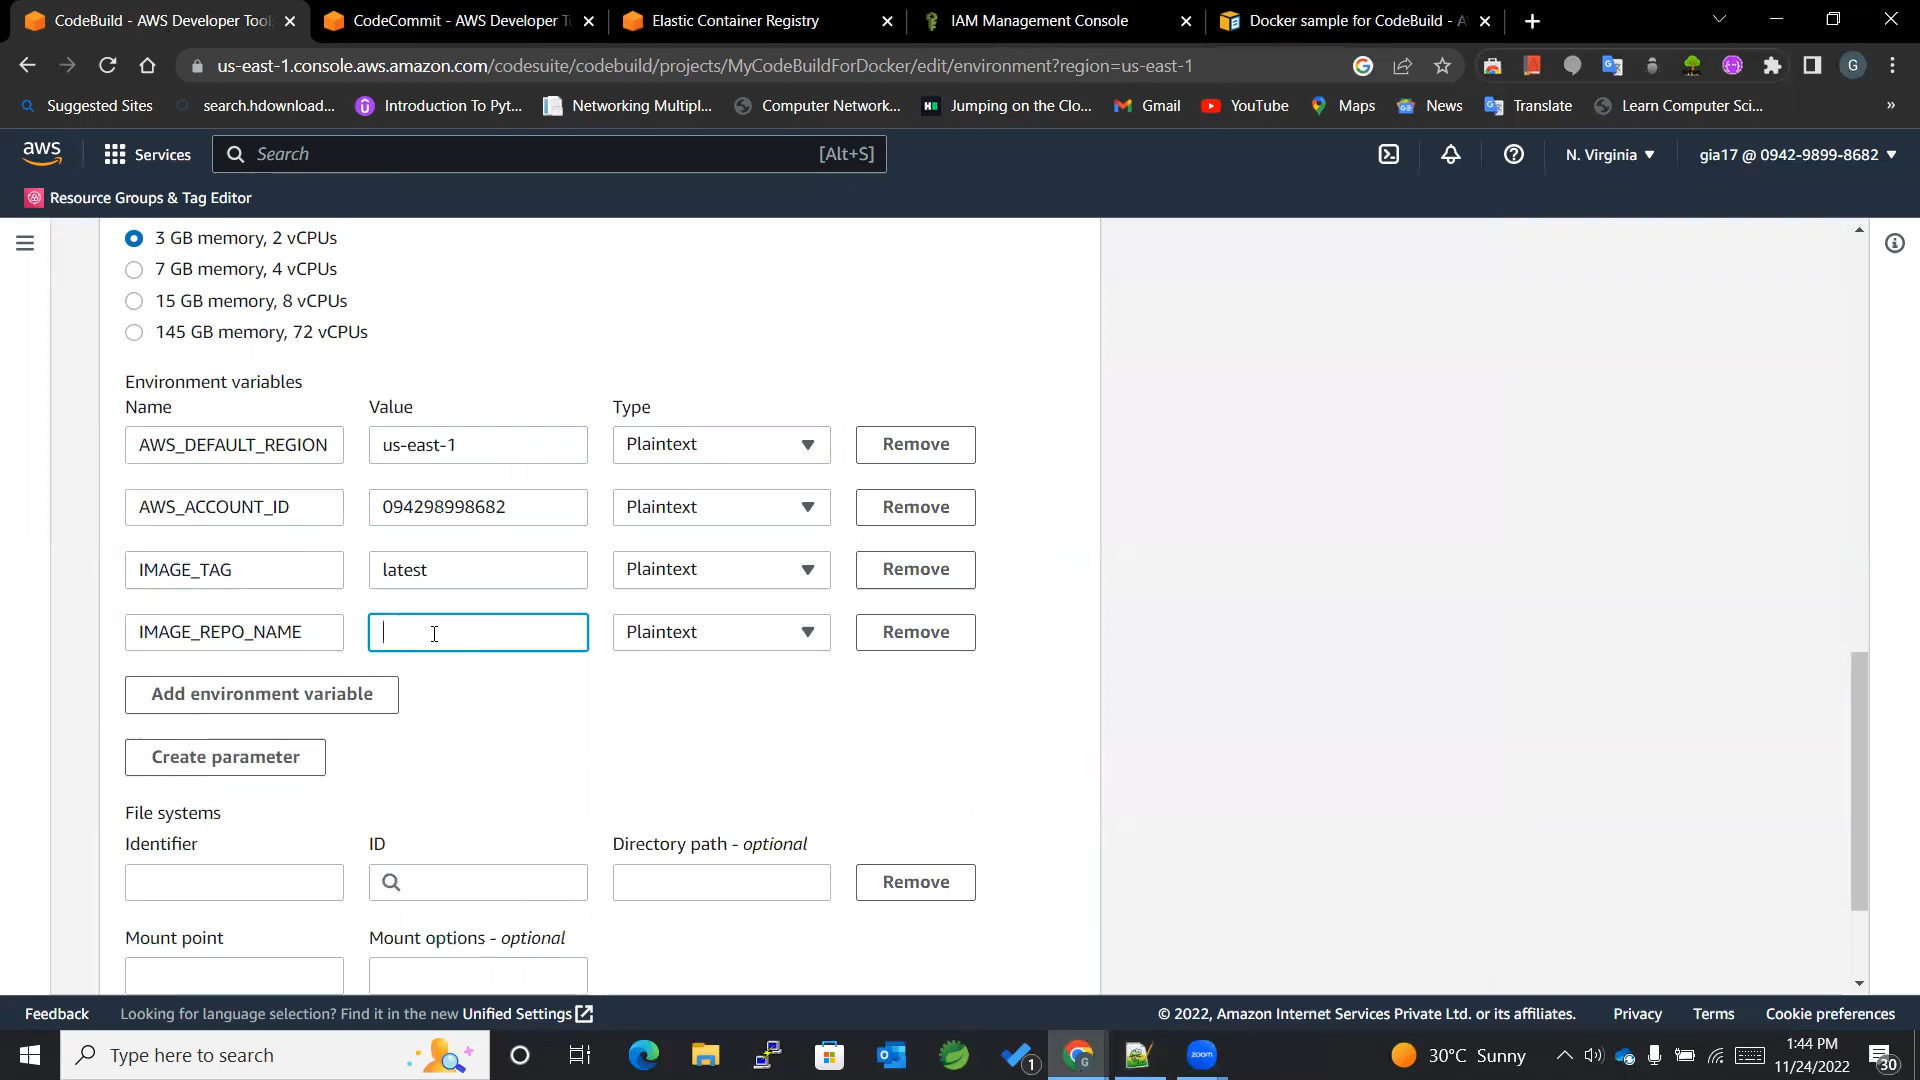 CodeBuild - AWS Developer Tool
CodeCommit - AWS Developer T
Elastic Container Registry
IAM Management Console
Docker sample for CodeBuild - A
us-east-1.console.aws.amazon.com/codesuite/codebuild/projects/MyCodeBuildForDocker/edit/environment?region=us-east-1
G
Suggested Sites
search.hdownload...
Introduction To Pyt...
Networking Multipl...
Computer Network...
Jumping on the Clo...
Gmail
YouTube
Maps
News
Translate
Learn Computer Sci...
»
aws
Services
Search
[Alt+S]
N. Virginia
gia17 @ 0942-9899-8682
Resource Groups & Tag Editor
3 GB memory, 2 vCPUs
7 GB memory, 4 vCPUs
15 GB memory, 8 vCPUs
145 GB memory, 72 vCPUs
Environment variables
Name Value Type
AWS_DEFAULT_REGION us-east-1 Plaintext Remove
AWS_ACCOUNT_ID 094298998682 Plaintext Remove
IMAGE_TAG latest Plaintext Remove
IMAGE_REPO_NAME Plaintext Remove
Add environment variable
Create parameter
File systems
Identifier ID Directory path - optional
Remove
Mount point Mount options - optional
Feedback Looking for language selection? Find it in the new Unified Settings © 2022, Amazon Internet Services Private Ltd. or its affiliates. Privacy Terms Cookie preferences
Type here to search
1
zoom
30°C Sunny
1:44 PM
11/24/2022
30